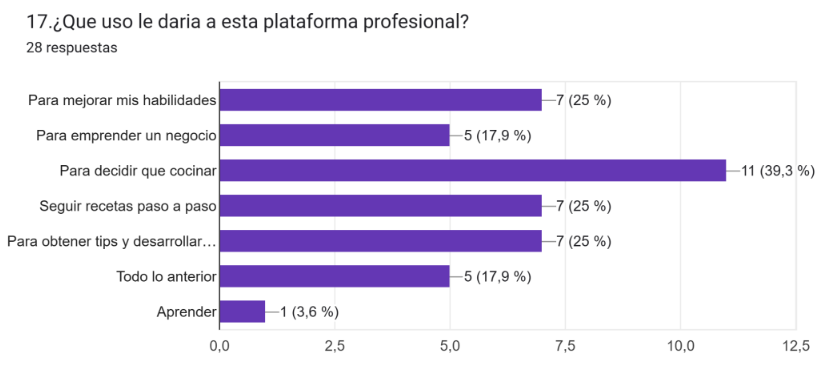 17.¿Que uso le daria a esta plataforma profesional?
28 respuestas
Para mejorar mis habilidades 7 (25 %)
Para emprender un negocio 5 (17,9 %)
Para decidir que cocinar 11 (39,3 %)
Seguir recetas paso a paso 7 (25 %)
Para obtener tips y desarrollar… 7 (25 %)
Todo lo anterior 5 (17,9 %)
Aprender 1 (3,6 %)
0,0 2,5 5,0 7,5 10,0 12,5